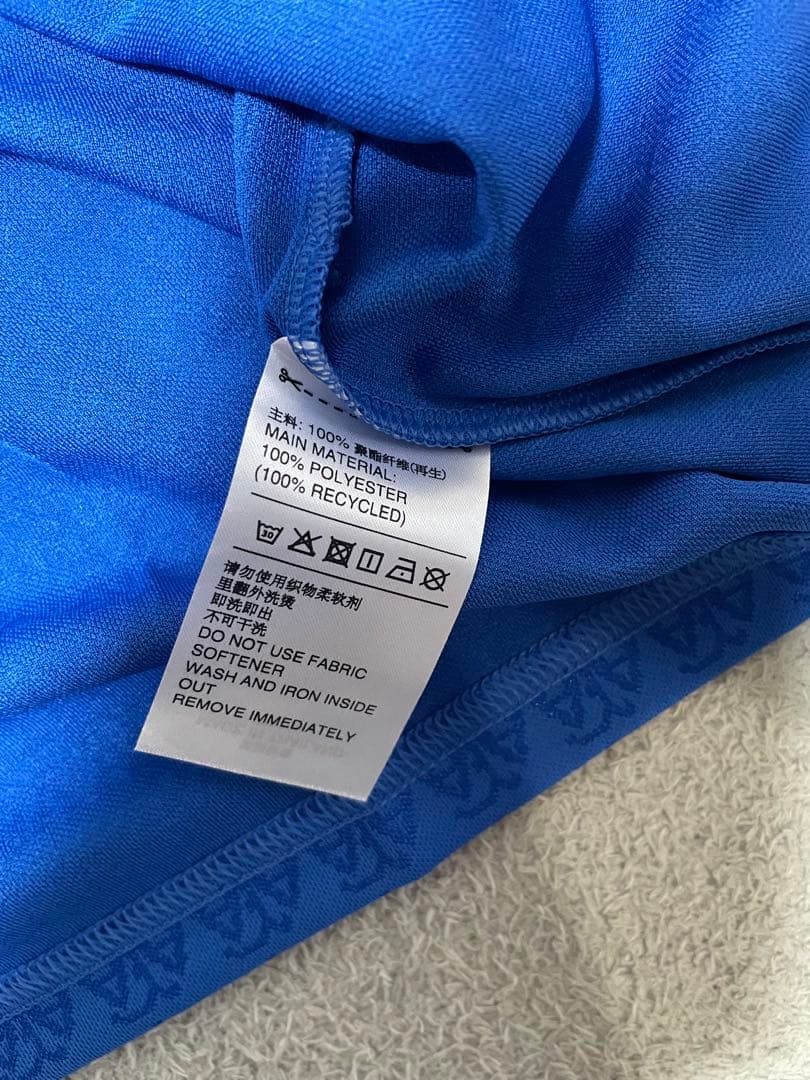 主料: 100% 聚酯纤维(再生)
MAIN MATERIAL:
100% POLYESTER
(100% RECYCLED)
30
请勿使用织物柔软剂
里翻外洗烫
即洗即出
不可干洗
DO NOT USE FABRIC
SOFTENER
WASH AND IRON INSIDE
OUT
REMOVE IMMEDIATELY